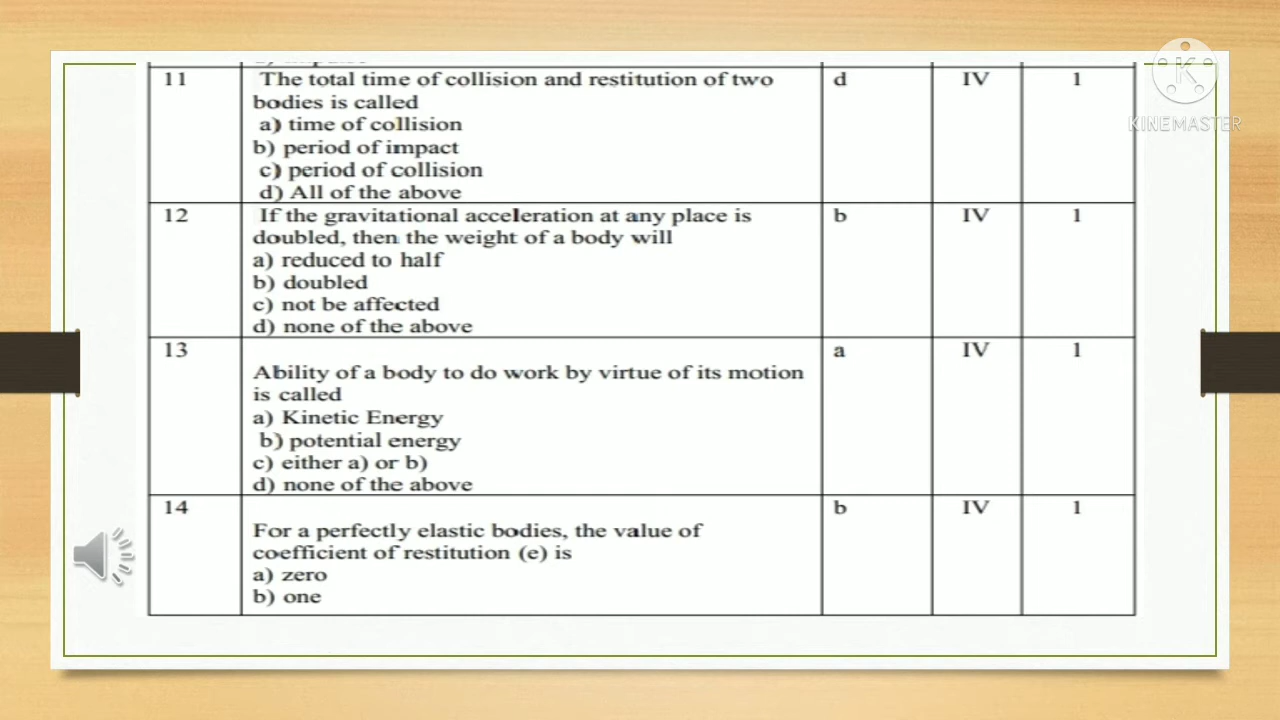 11 The total time of collision and restitution of two d IV 1
bodies is called
a) time of collision
b) period of impact
c) period of collision
d) All of the above
12 If the gravitational acceleration at any place is b IV 1
doubled, then the weight of a body will
a) reduced to half
b) doubled
c) not be affected
d) none of the above
13 a IV 1
Ability of a body to do work by virtue of its motion
is called
a) Kinetic Energy
b) potential energy
c) either a) or b)
d) none of the above
14 b IV 1
For a perfectly elastic bodies, the value of
coefficient of restitution (e) is
a) zero
b) one
K
KINEMASTER